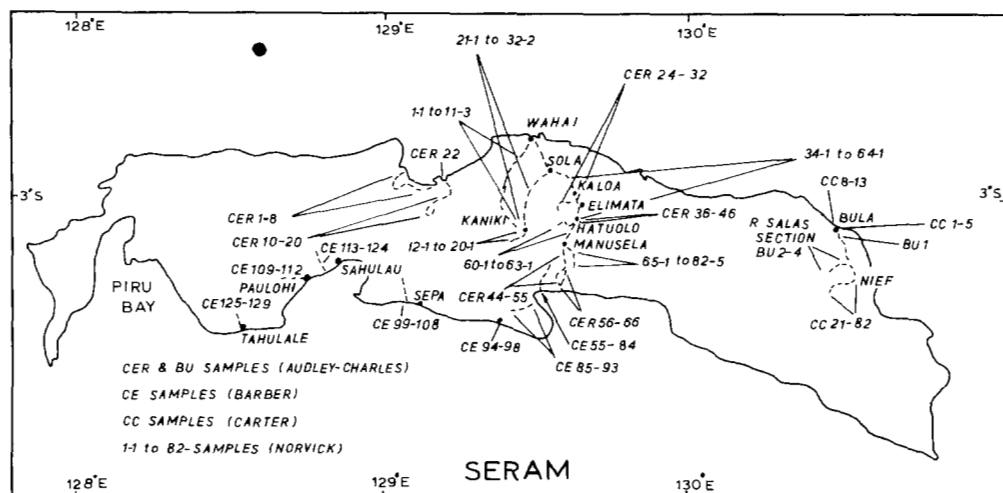 128°E
129°E
130°E
21-1 to 32-2
CER 24-32
1-1 to 11-3
WAHAI
CER 22
SOLA
34-1 to 64-1
3°S
3°S
KALOA
CC 8-13
ELIMATA
CER 1-8
KANIKI
CER 36-46
BULA
CC 1-5
HATUOLO
R SALAS
SECTION
BU 2-4
BU 1
CER 10-20
12-1 to 20-1
MANUSELA
CE 113-124
SAHULAU
60-1 to 63-1
65-1 to 82-5
NIEF
CE 109-112
PAULOHI
PIRU
BAY
CER 44-55
CC 21-82
CE 125-129
SEPA
CER 56-66
TAHULALE
CE 99-108
CE 94-98
CE 55-84
CE 85-93
CER & BU SAMPLES (AUDLEY-CHARLES)
CE SAMPLES (BARBER)
CC SAMPLES (CARTER)
1-1 to 82-SAMPLES (NORVICK)
SERAM
128°E
129°E
130°E